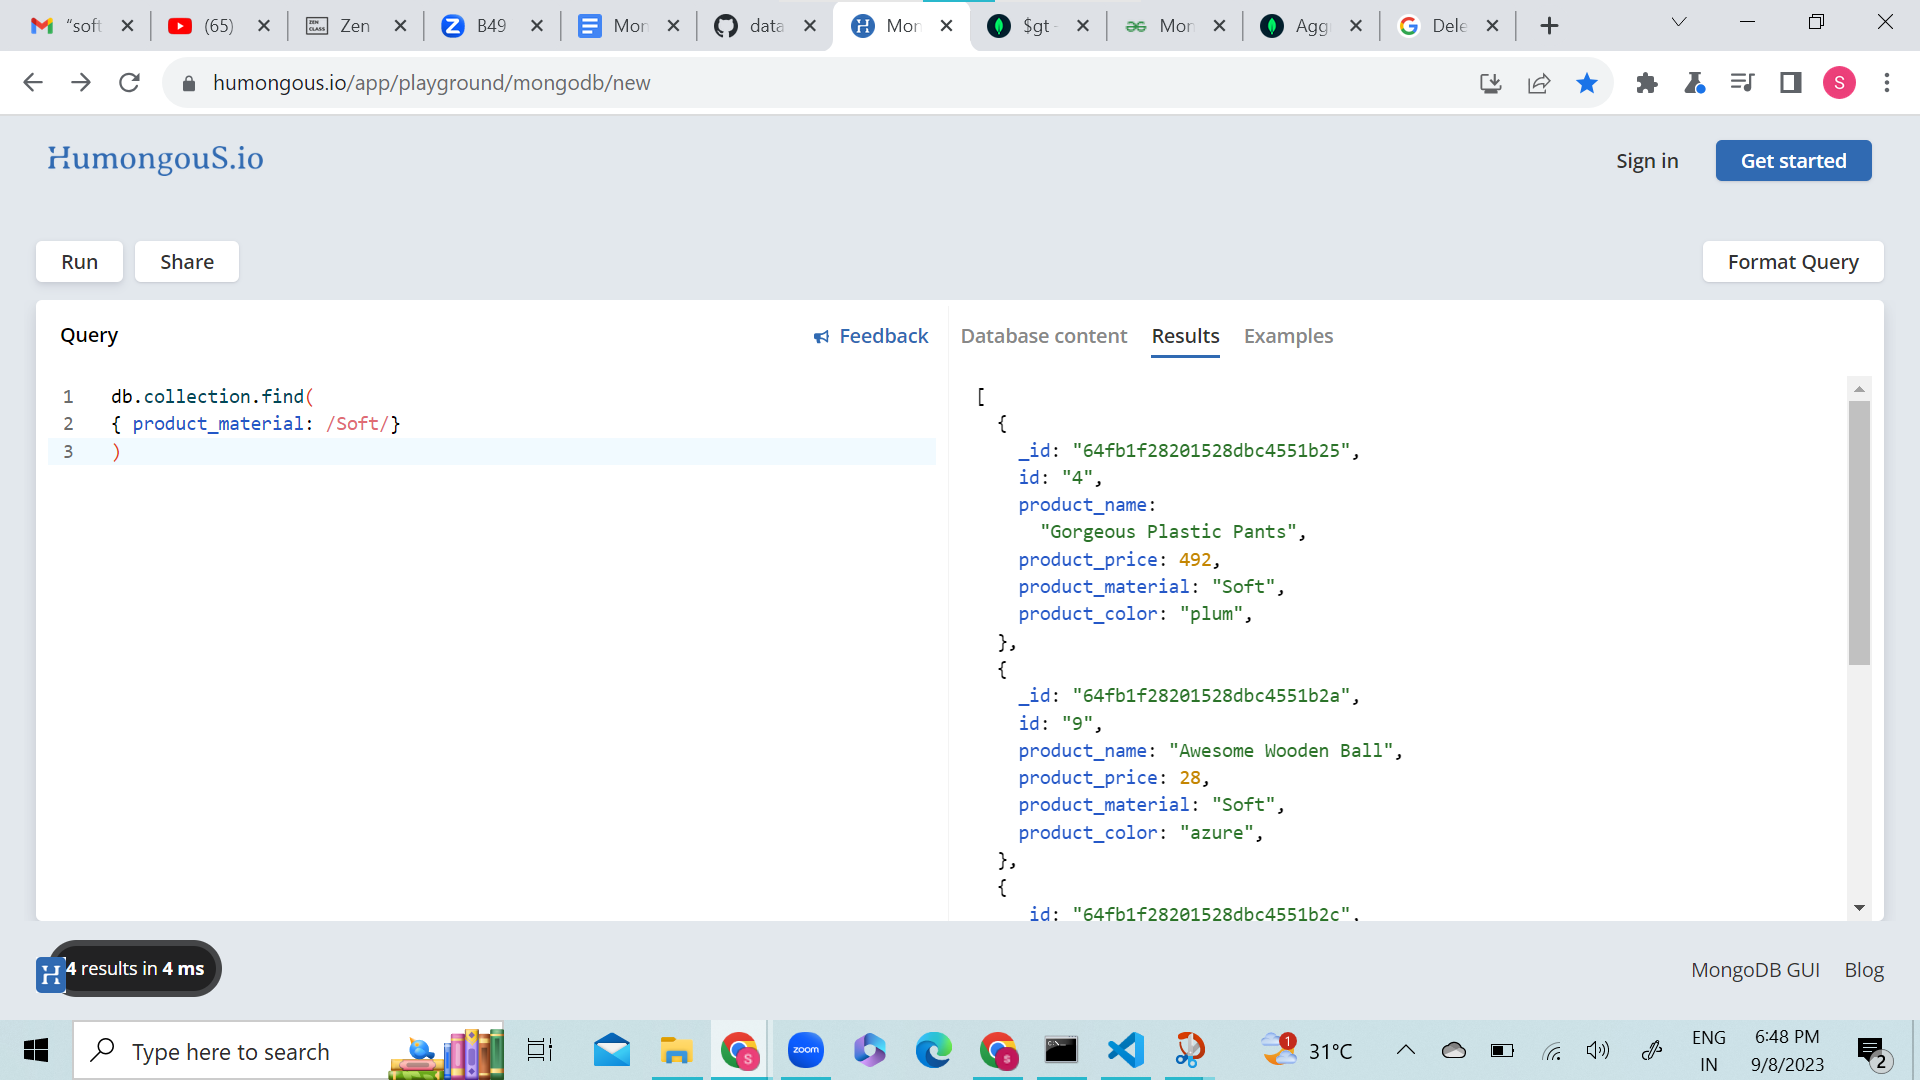 “soft
(65)
Zen
B49
Mon
data
Mon
$gt -
Mon
Aggr
Dele
humongous.io/app/playground/mongodb/new
S
HumongouS.io
Sign in
Get started
Run
Share
Format Query
Query
Feedback
Database content
Results
Examples
1 db.collection.find(
2 { product_material: /Soft/}
3 )
[
{
_id: "64fb1f28201528dbc4551b25",
id: "4",
product_name:
"Gorgeous Plastic Pants",
product_price: 492,
product_material: "Soft",
product_color: "plum",
},
{
_id: "64fb1f28201528dbc4551b2a",
id: "9",
product_name: "Awesome Wooden Ball",
product_price: 28,
product_material: "Soft",
product_color: "azure",
},
{
_id: "64fb1f28201528dbc4551b2c",
H
4 results in 4 ms
MongoDB GUI
Blog
Type here to search
zoom
1
31°C
ENG
IN
6:48 PM
9/8/2023
2